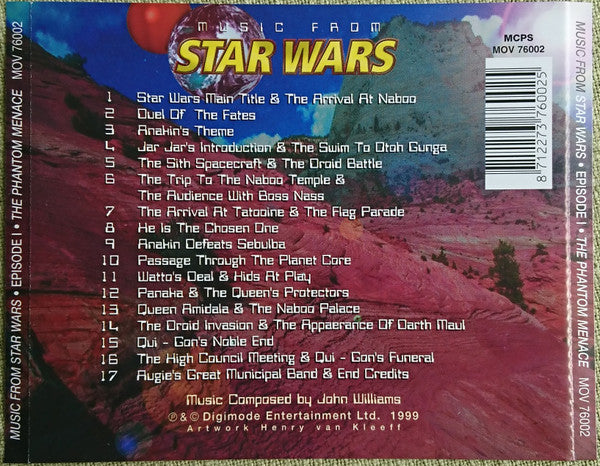 MUSIC FROM
STAR WARS
MCPS
MOV 76002
8 712273 760025
1 Star Wars Main Title & The Arrival At Naboo
2 Duel Of The Fates
3 Anakin's Theme
4 Jar Jar's Introduction & The Swim To Otoh Gunga
5 The Sith Spacecraft & The Droid Battle
6 The Trip To The Naboo Temple &
The Audience With Boss Nass
7 The Arrival At Tatooine & The Flag Parade
8 He Is The Chosen One
9 Anakin Defeats Sebulba
10 Passage Through The Planet Core
11 Watto's Deal & Kids At Play
12 Panaka & The Queen's Protectors
13 Queen Amidala & The Naboo Palace
14 The Droid Invasion & The Appaerance Of Darth Maul
15 Qui - Gon's Noble End
16 The High Council Meeting & Qui - Gon's Funeral
17 Augie's Great Municipal Band & End Credits
Music Composed by John Williams
℗ & © Digimode Entertainment Ltd. 1999
Artwork Henry van Kleeff
MUSIC FROM STAR WARS • EPISODE I • THE PHANTOM MENACE MOV 76002
MUSIC FROM STAR WARS • EPISODE I • THE PHANTOM MENACE MOV 76002